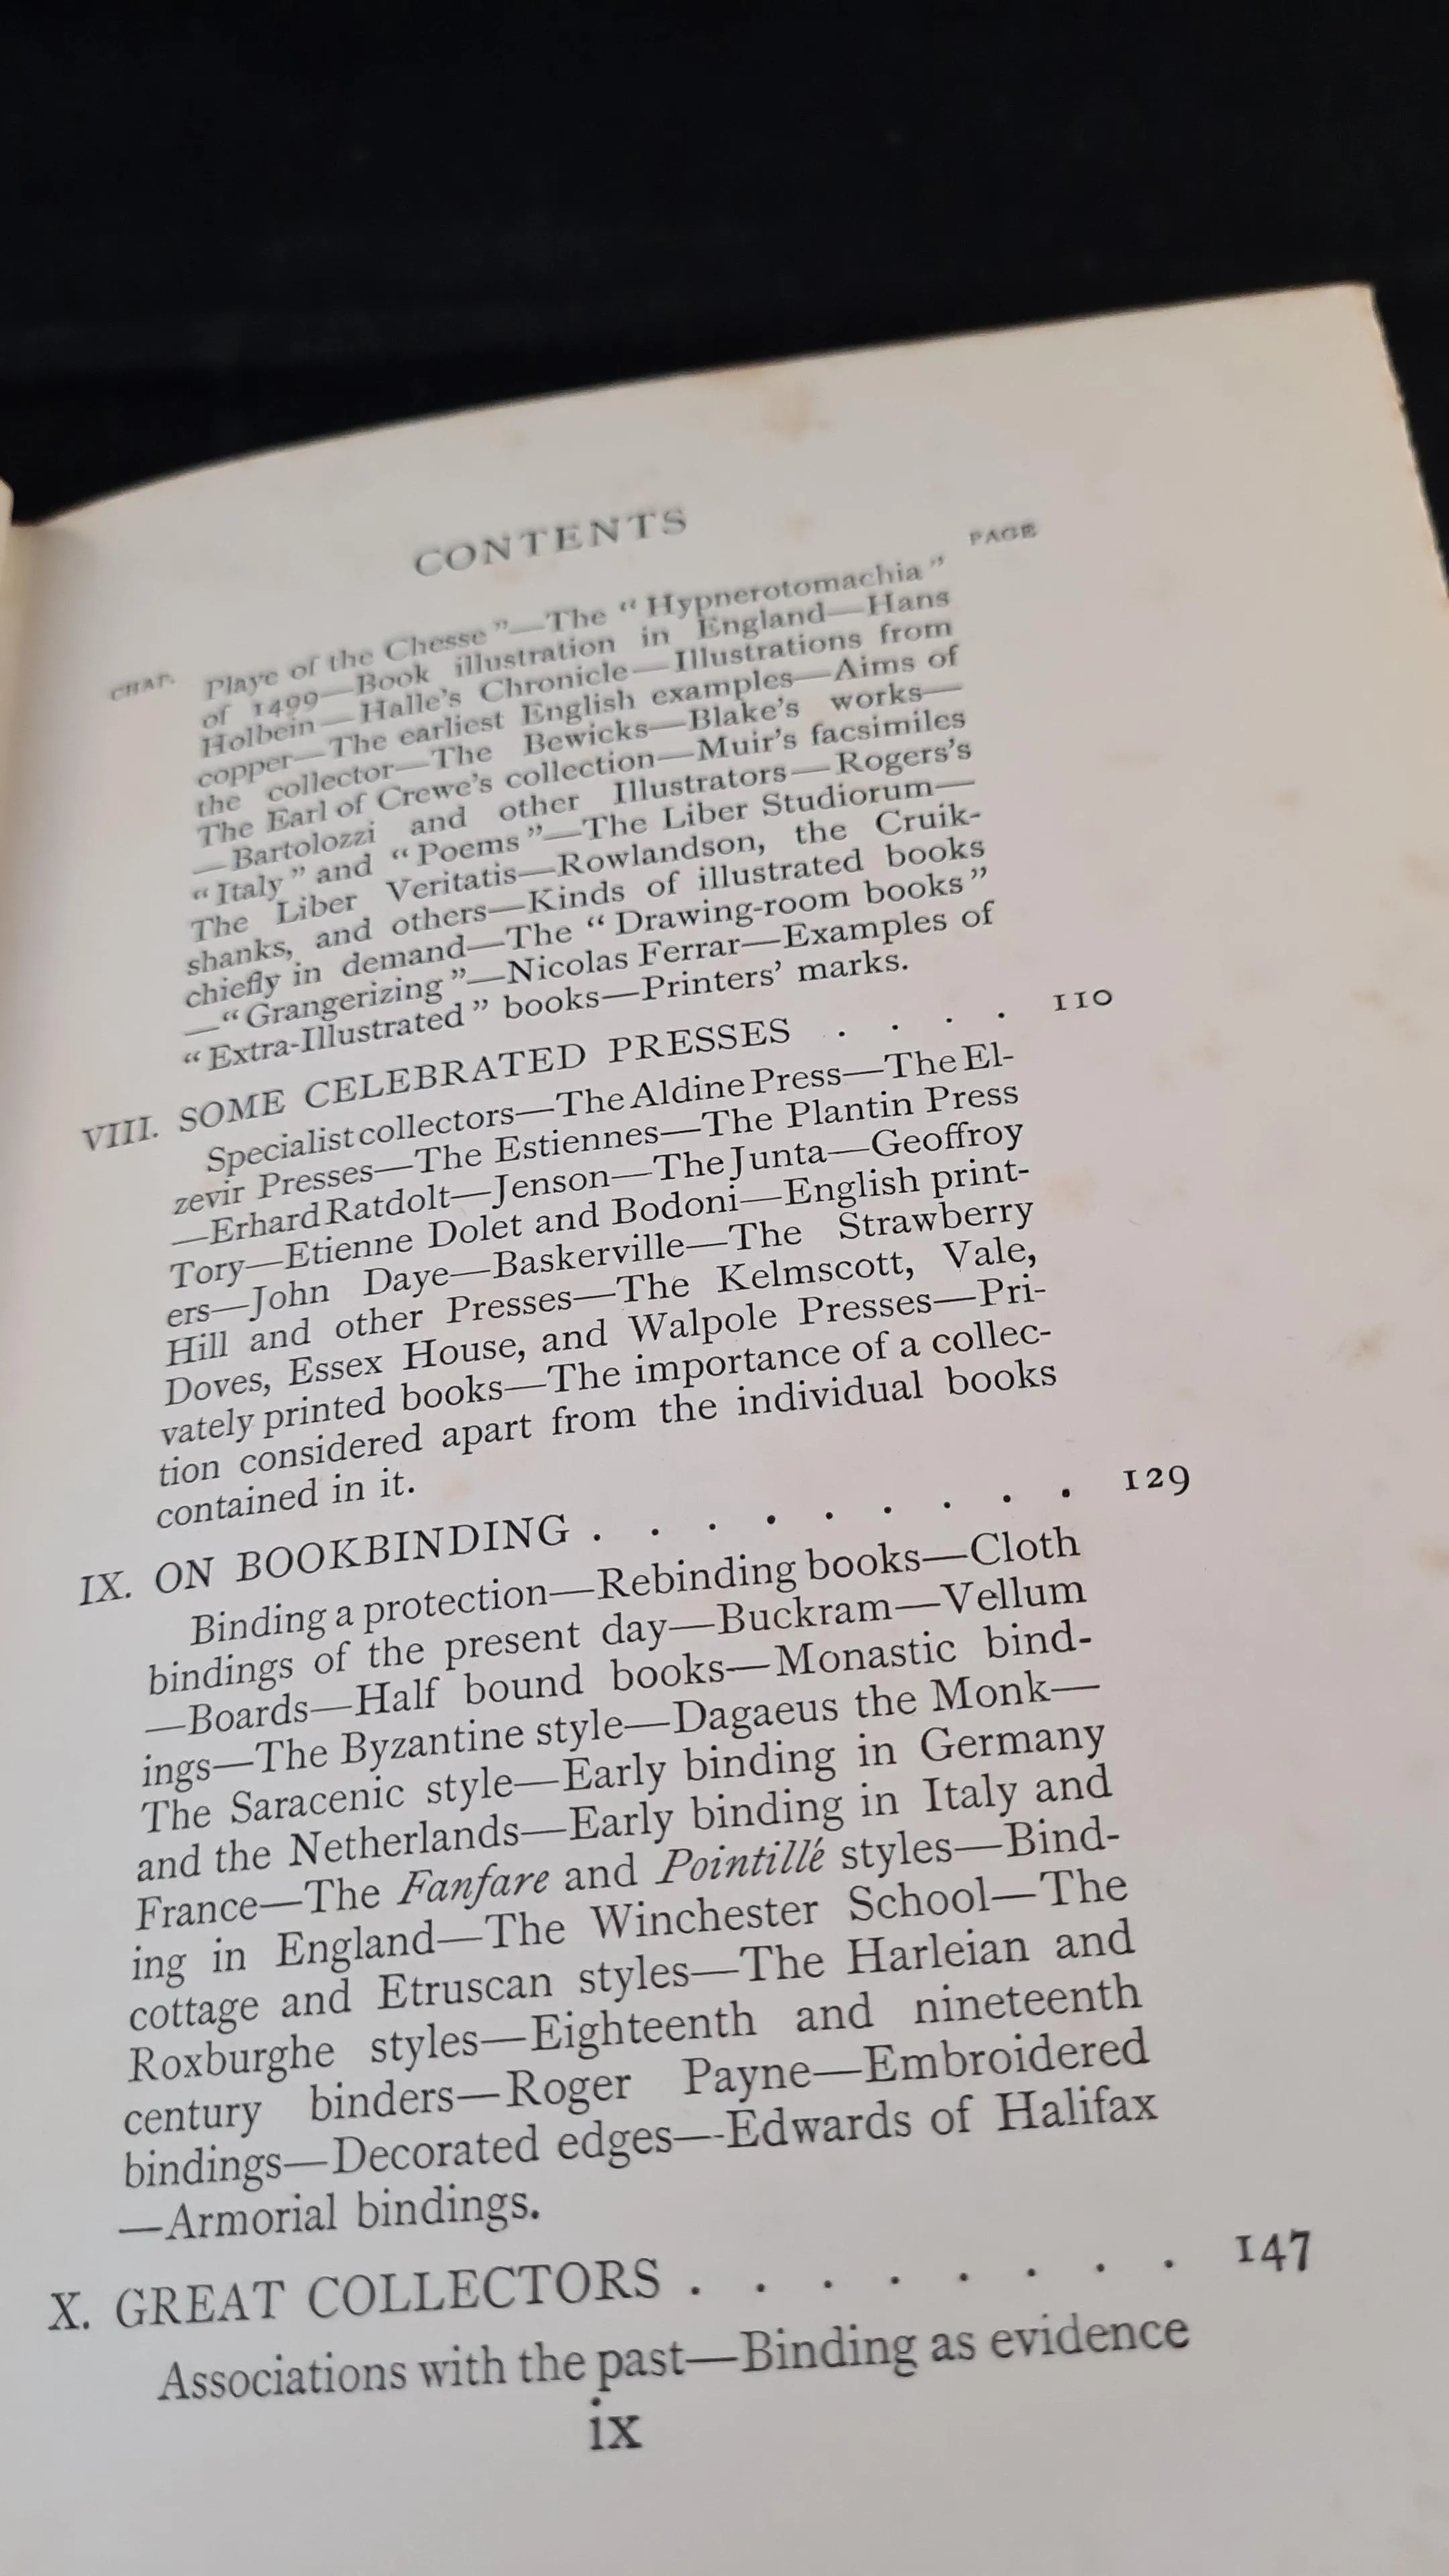 CONTENTS
CHAP. PAGE
Playe of the Chesse”—The “Hypnerotomachia”
of 1499—Book illustration in England—Hans
Holbein—Halle’s Chronicle—Illustrations from
copper—The earliest English examples—Aims of
the collector—The Bewicks—Blake’s works—
The Earl of Crewe’s collection—Muir’s facsimiles
—Bartolozzi and other Illustrators—Rogers’s
“Italy” and “Poems”—The Liber Studiorum—
The Liber Veritatis—Rowlandson, the Cruik-
shanks, and others—Kinds of illustrated books
chiefly in demand—The “Drawing-room books”
—“Grangerizing”—Nicolas Ferrar—Examples of
“Extra-Illustrated” books—Printers’ marks.
VIII. SOME CELEBRATED PRESSES . . . . 110
Specialist collectors—The Aldine Press—The El-
zevir Presses—The Estiennes—The Plantin Press
—Erhard Ratdolt—Jenson—The Junta—Geoffroy
Tory—Etienne Dolet and Bodoni—English print-
ers—John Daye—Baskerville—The Strawberry
Hill and other Presses—The Kelmscott, Vale,
Doves, Essex House, and Walpole Presses—Pri-
vately printed books—The importance of a collec-
tion considered apart from the individual books
contained in it.
IX. ON BOOKBINDING . . . . . . . . . 129
Binding a protection—Rebinding books—Cloth
bindings of the present day—Buckram—Vellum
—Boards—Half bound books—Monastic bind-
ings—The Byzantine style—Dagaeus the Monk—
The Saracenic style—Early binding in Germany
and the Netherlands—Early binding in Italy and
France—The Fanfare and Pointillé styles—Bind-
ing in England—The Winchester School—The
cottage and Etruscan styles—The Harleian and
Roxburghe styles—Eighteenth and nineteenth
century binders—Roger Payne—Embroidered
bindings—Decorated edges—-Edwards of Halifax
—Armorial bindings.
X. GREAT COLLECTORS . . . . . . . . 147
Associations with the past—Binding as evidence
ix